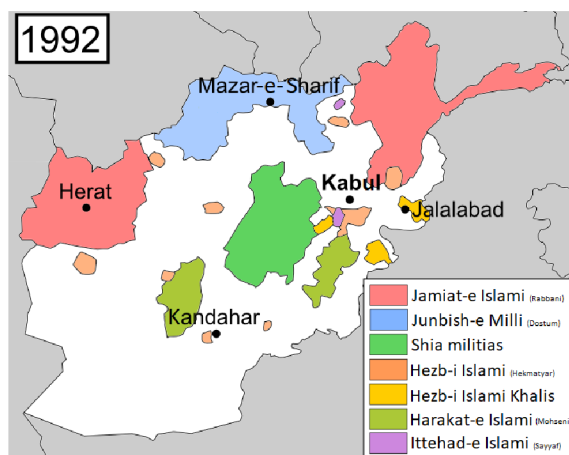 1992
Mazar-e-Sharif
Herat
Kabul
Jalalabad
Kandahar
Jamiat-e Islami (Rabbani)
Junbish-e Milli (Dostum)
Shia militias
Hezb-i Islami (Hekmatyar)
Hezb-i Islami Khalis
Harakat-e Islami (Mohseni
Ittehad-e Islami (Sayyaf)